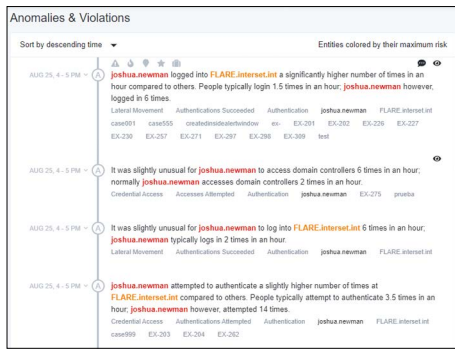 Anomalies & Violations
Sort by descending time Entities colored by their maximum risk
AUG 25, 4 - 5 PM A joshua.newman logged into FLARE.interset.int a significantly higher number of times in an
hour compared to others. People typically login 1.5 times in an hour; joshua.newman however,
logged in 6 times.
Lateral Movement Authentications Succeeded Authentication joshua.newman FLARE.interset.int
case001 case555 createdinsidealertwindow ex- EX-201 EX-202 EX-226 EX-227
EX-230 EX-257 EX-271 EX-297 EX-298 EX-309 test
AUG 25, 4 - 5 PM A It was slightly unusual for joshua.newman to access domain controllers 6 times in an hour;
normally joshua.newman accesses domain controllers 2 times in an hour.
Credential Access Accesses Attempted Authentication joshua.newman EX-275 prueba
AUG 25, 4 - 5 PM A It was slightly unusual for joshua.newman to log into FLARE.interset.int 6 times in an hour;
joshua.newman typically logs in 2 times in an hour.
Lateral Movement Authentications Succeeded Authentication joshua.newman FLARE.interset.int
AUG 25, 4 - 5 PM A joshua.newman attempted to authenticate a slightly higher number of times at
FLARE.interset.int compared to others. People typically attempt to authenticate 3.5 times in an
hour; joshua.newman however, attempted 14 times.
Credential Access Authentications Attempted Authentication joshua.newman FLARE.interset.int
case999 EX-203 EX-204 EX-262